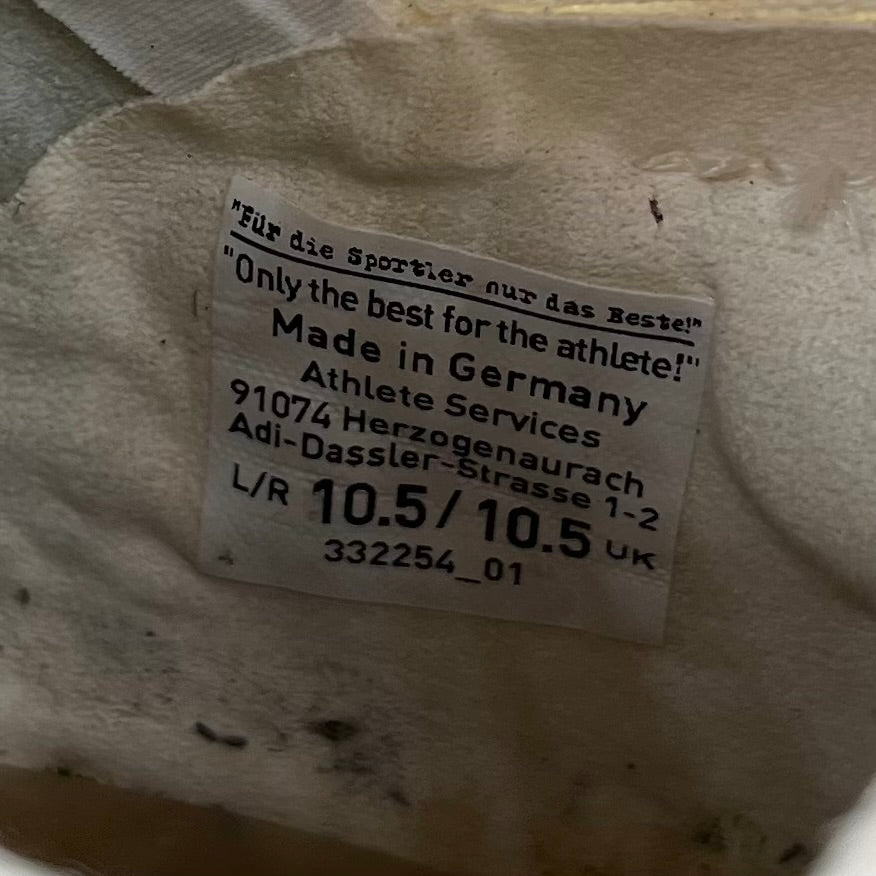 "Für die Sportler nur das Beste!"
"Only the best for the athlete!"
Made in Germany
Athlete Services
91074 Herzogenaurach
Adi-Dassler-Strasse 1-2
L/R 10.5/10.5 UK
332254_01